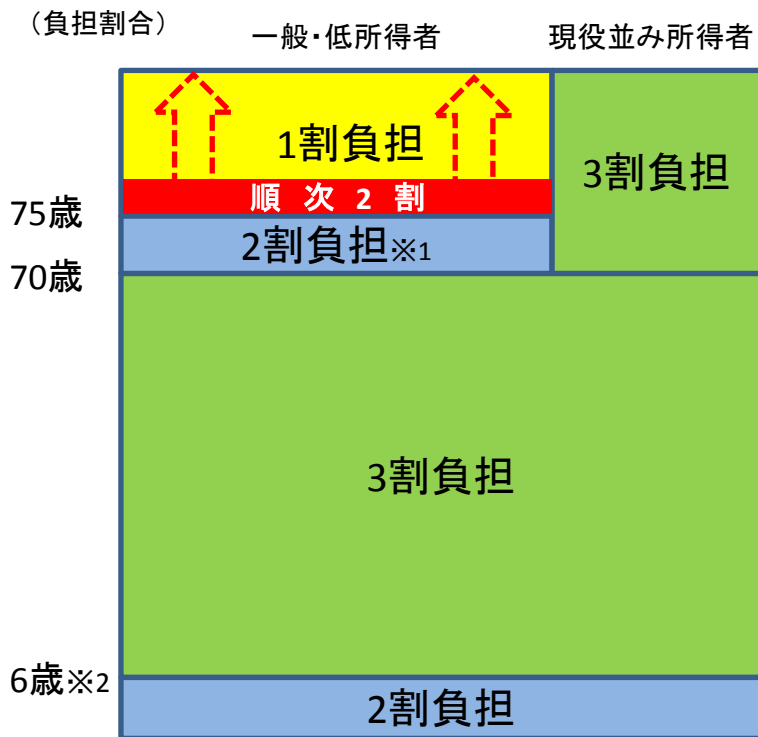 （負担割合）
一般・低所得者
現役並み所得者
1割負担
3割負担
順次2割
75歳
2割負担※1
70歳
3割負担
6歳※2
2割負担